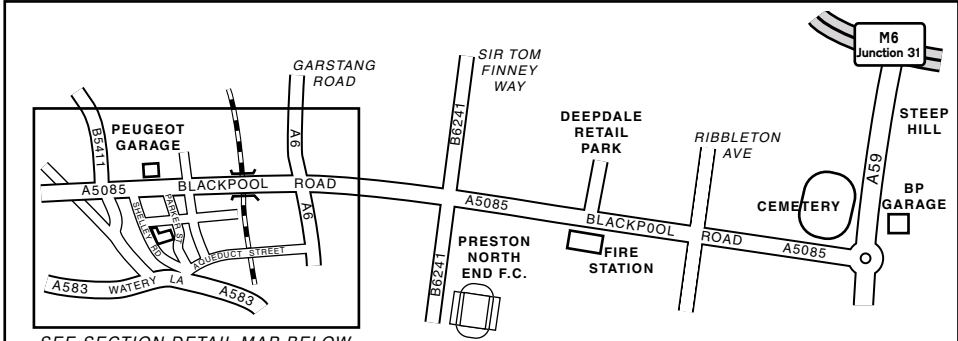 M6
Junction 31
GARSTANG
ROAD
SIR TOM
FINNEY
WAY
B5411
PEUGEOT
GARAGE
A6
B6241
DEEPDALE
RETAIL
PARK
RIBBLETON
AVE
STEEP
HILL
A59
A5085
BLACKPOOL ROAD
A5085
BLACKPOOL ROAD
A5085
CEMETERY
BP
GARAGE
SHELLEY RD
PARKER ST
A6
AQUEDUCT STREET
B6241
PRESTON
NORTH
END F.C.
FIRE
STATION
A583
WATERY LA
A583
SEE SECTION DETAIL MAP BELOW